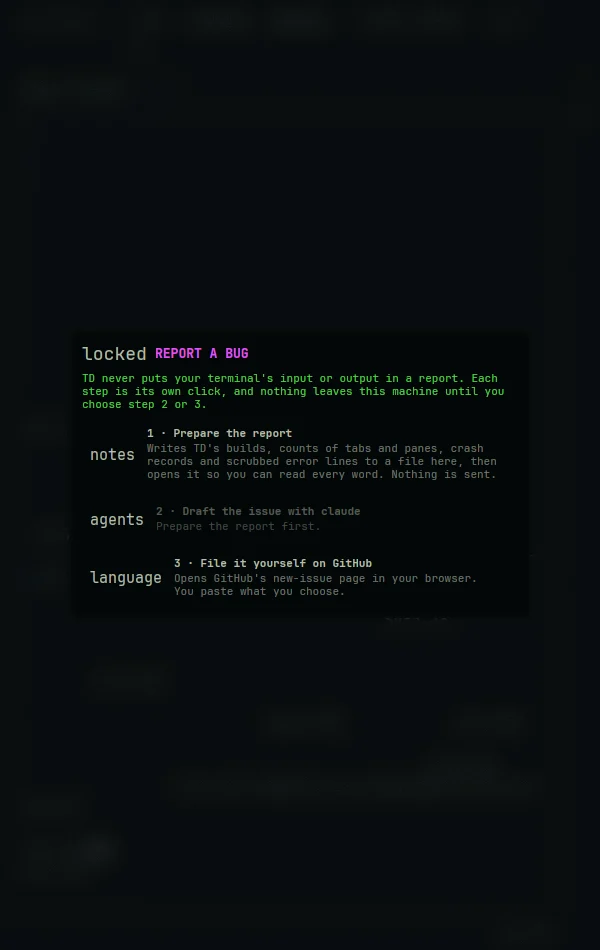 locked REPORT A BUG
TD never puts your terminal's input or output in a report. Each
step is its own click, and nothing leaves this machine until you
choose step 2 or 3.
1 · Prepare the report
notes
Writes TD's builds, counts of tabs and panes, crash
records and scrubbed error lines to a file here, then
opens it so you can read every word. Nothing is sent.
2 · Draft the issue with claude
agents
Prepare the report first.
3 · File it yourself on GitHub
language
Opens GitHub's new-issue page in your browser.
You paste what you choose.